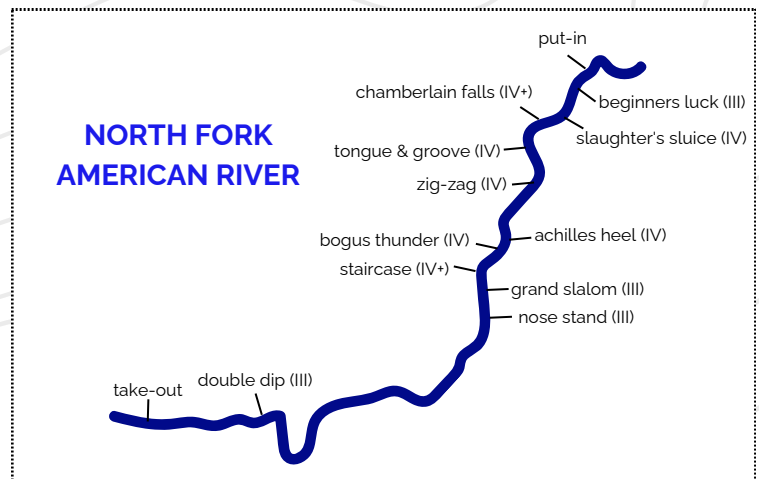 put-in
chamberlain falls (IV+)
beginners luck (III)
NORTH FORK
AMERICAN RIVER
slaughter's sluice (IV)
tongue & groove (IV)
zig-zag (IV)
achilles heel (IV)
bogus thunder (IV)
staircase (IV+)
grand slalom (III)
nose stand (III)
double dip (III)
take-out